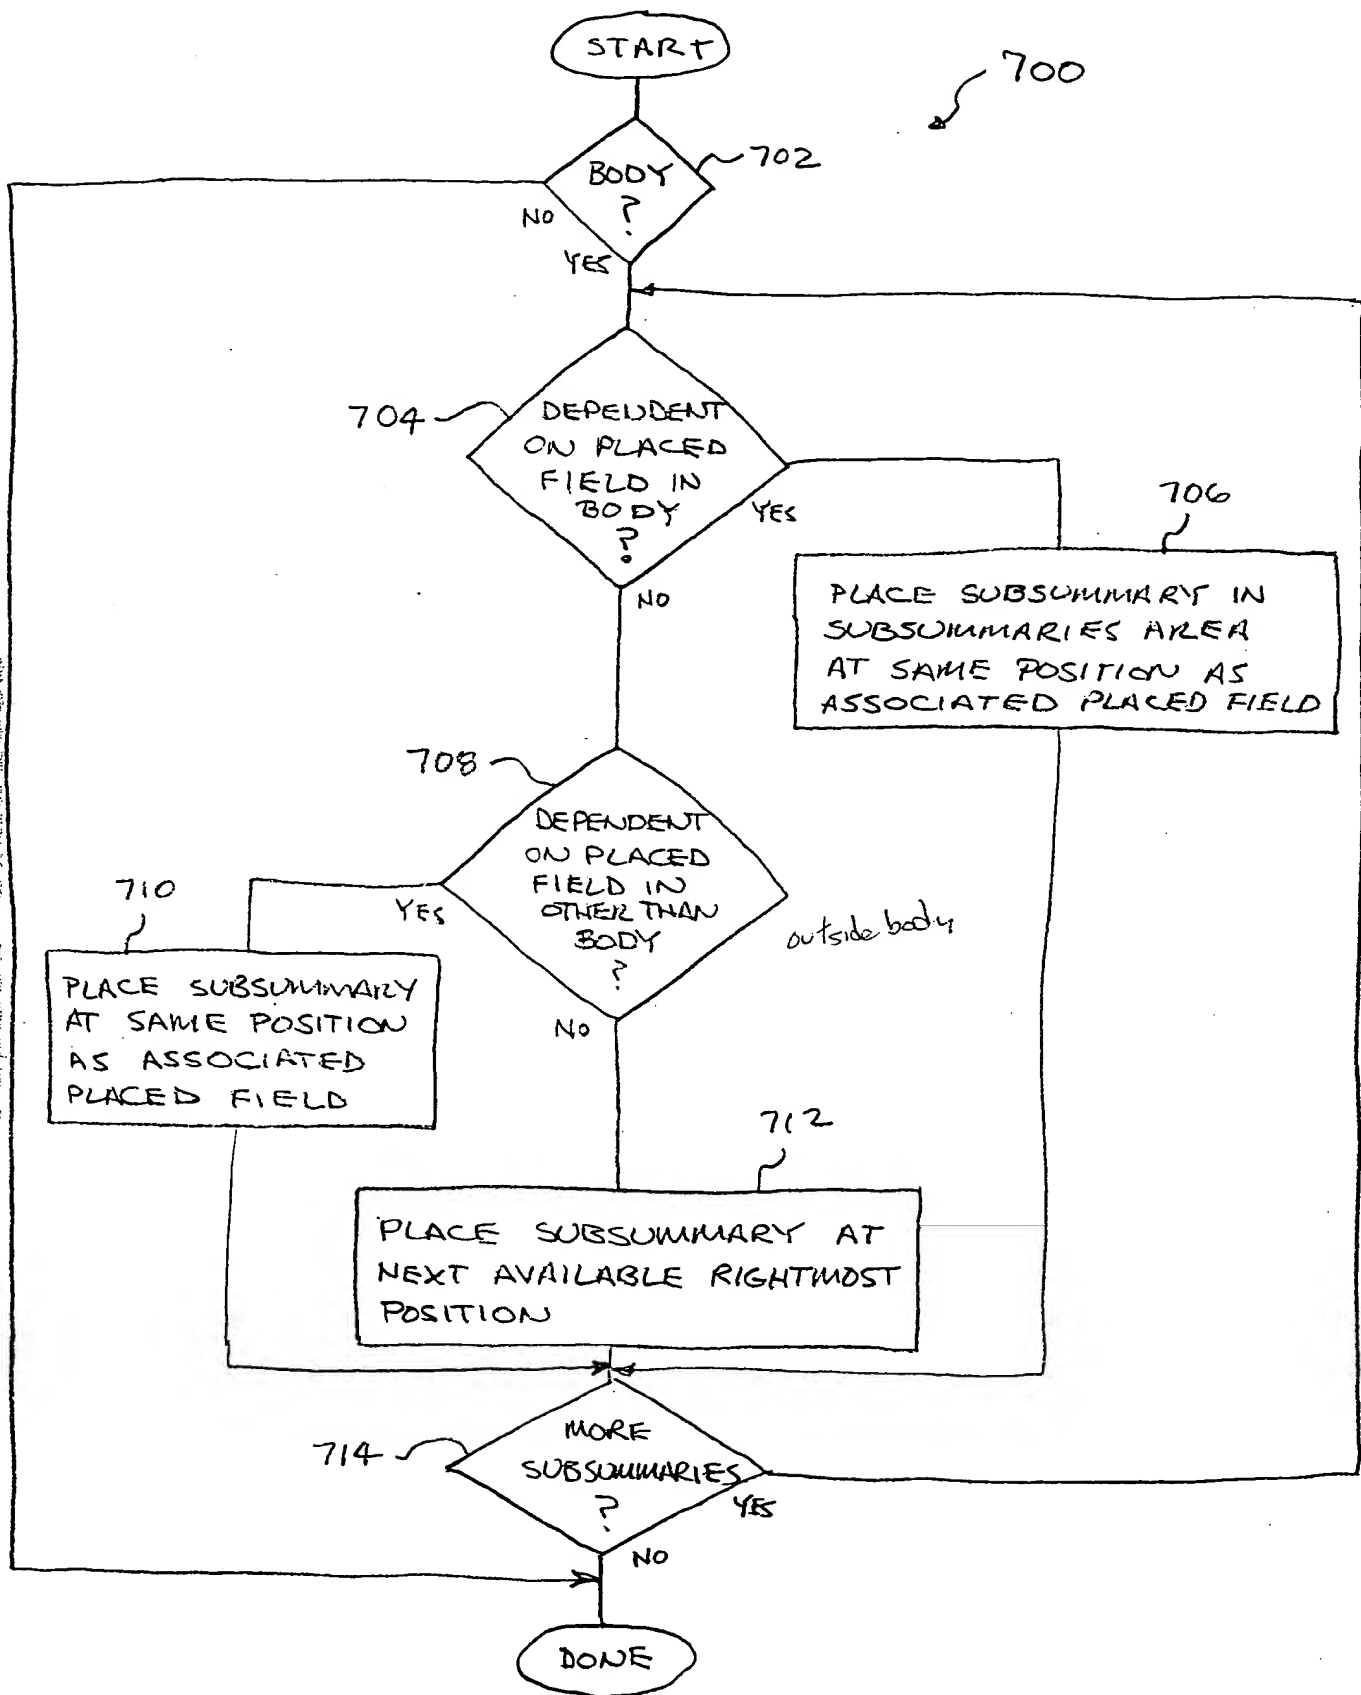 START
700
BODY
?
702
NO
YES
704
DEPENDENT
ON PLACED
FIELD IN
BODY
?
YES
NO
706
PLACE SUBSUMMARY IN
SUBSUMMARIES AREA
AT SAME POSITION AS
ASSOCIATED PLACED FIELD
708
DEPENDENT
ON PLACED
FIELD IN
OTHER THAN
BODY
?
YES
NO
outside body
710
PLACE SUBSUMMARY
AT SAME POSITION
AS ASSOCIATED
PLACED FIELD
712
PLACE SUBSUMMARY AT
NEXT AVAILABLE RIGHTMOST
POSITION
714
MORE
SUBSUMMARIES
?
YES
NO
DONE